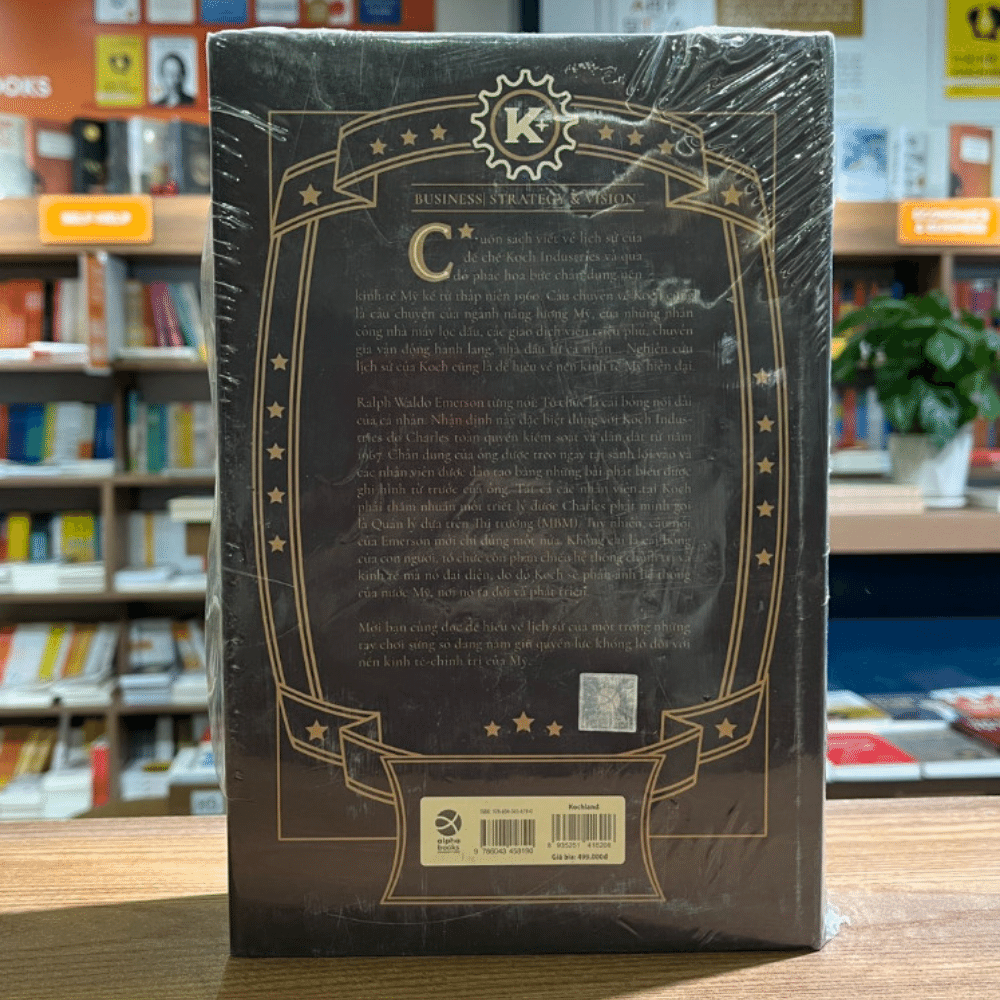 OOKS
SELF HELP
K+
BUSINESS| STRATEGY & VISION
Cuốn sách viết về lịch sử của
đế chế Koch Industries và qua
đó phác họa bức chân dung nền
kinh tế Mỹ kể từ thập niên 1960. Câu chuyện về Koch cũng
là câu chuyện của ngành năng lượng Mỹ, của những nhân
công nhà máy lọc dầu, các giao dịch viên triệu phú, chuyên
gia vận động hành lang, nhà đầu tư cá nhân... Nghiên cứu
lịch sử của Koch cũng là để hiểu về nền kinh tế Mỹ hiện đại.
Ralph Waldo Emerson từng nói: Tổ chức là cái bóng nối dài
của cá nhân. Nhận định này đặc biệt đúng với Koch Indus-
tries do Charles toàn quyền kiểm soát và dẫn dắt từ năm
1967. Chân dung của ông được treo ngay tại sảnh lối vào và
các nhân viên được đào tạo bằng những bài phát biểu được
ghi hình từ trước của ông. Tất cả các nhân viên tại Koch
phải thấm nhuần một triết lý được Charles phát minh gọi
là Quản lý dựa trên Thị trường (MBM). Tuy nhiên, câu nói
của Emerson mới chỉ đúng một nửa. Không chỉ là cái bóng
của con người, tổ chức còn phản chiếu hệ thống chính trị và
kinh tế mà nó đại diện, do đó Koch sẽ phản ánh hệ thống
của nước Mỹ, nơi nó ra đời và phát triển.
Mời bạn cùng đọc để hiểu về lịch sử của một trong những
tay chơi sừng sỏ đang nắm giữ quyền lực khổng lồ đối với
nền kinh tế-chính trị của Mỹ.
alpha
books
Kochland
Giá bìa: 499.000đ